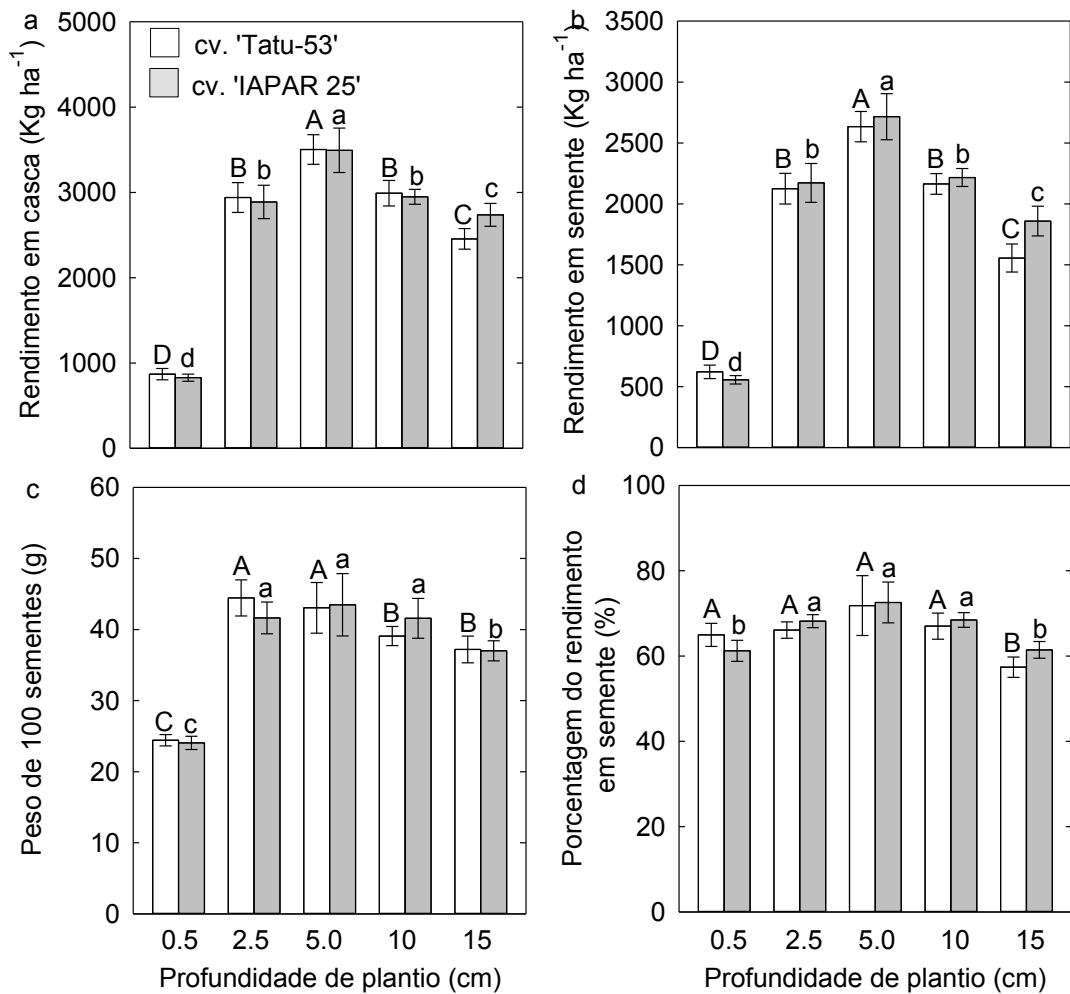 a
5000
4000
3000
2000
1000
0
Rendimento em casca (Kg ha⁻¹)
cv. 'Tatu-53'
cv. 'IAPAR 25'
D d B b A a B b C c
b
3500
3000
2500
2000
1500
1000
500
0
Rendimento em semente (Kg ha⁻¹)
D d B b A a B b C c
c
60
50
40
30
20
10
0
Peso de 100 sementes (g)
C c A a A a B a B b
0.5 2.5 5.0 10 15
Profundidade de plantio (cm)
d
100
80
60
40
20
0
Porcentagem do rendimento
em semente (%)
A b A a A a A a B b
0.5 2.5 5.0 10 15
Profundidade de plantio (cm)